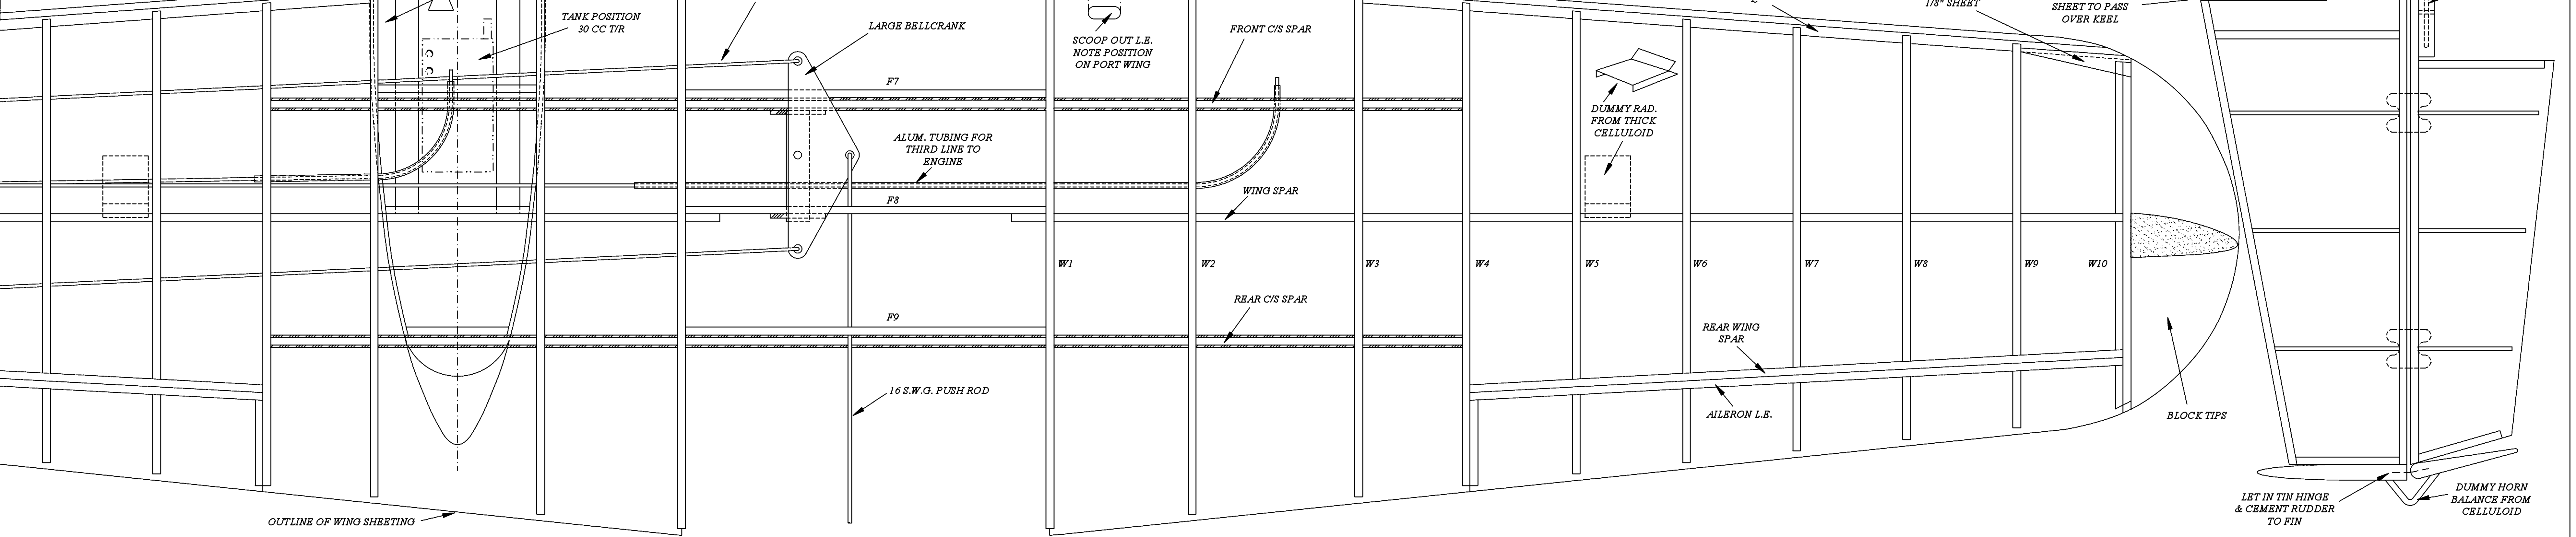 TANK POSITION
30 CC T/R
LARGE BELLCRANK
SCOOP OUT L.E.
NOTE POSITION
ON PORT WING
FRONT C/S SPAR
1/8" SHEET
SHEET TO PASS
OVER KEEL
F7
DUMMY RAD.
FROM THICK
CELLULOID
ALUM. TUBING FOR
THIRD LINE TO
ENGINE
WING SPAR
F8
W1
W2
W3
W4
W5
W6
W7
W8
W9
W10
REAR C/S SPAR
F9
REAR WING
SPAR
16 S.W.G. PUSH ROD
AILERON L.E.
BLOCK TIPS
OUTLINE OF WING SHEETING
LET IN TIN HINGE
& CEMENT RUDDER
TO FIN
DUMMY HORN
BALANCE FROM
CELLULOID